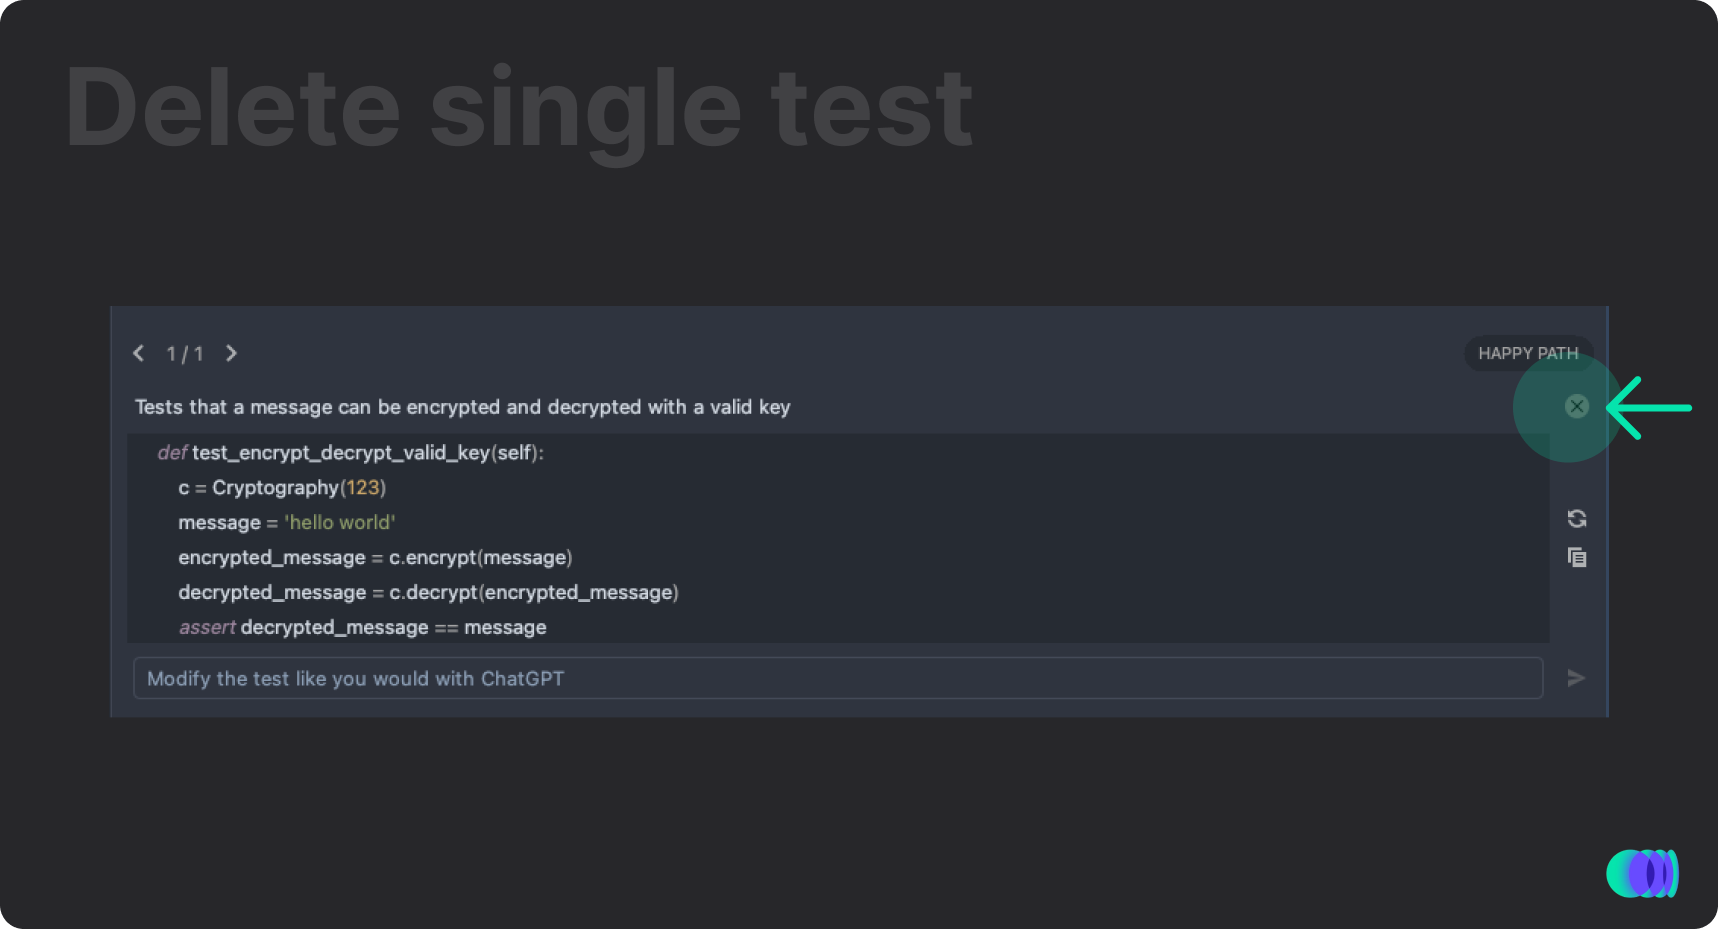 Delete single test
1 / 1
HAPPY PATH
Tests that a message can be encrypted and decrypted with a valid key
def test_encrypt_decrypt_valid_key(self):
c = Cryptography(123)
message = 'hello world'
encrypted_message = c.encrypt(message)
decrypted_message = c.decrypt(encrypted_message)
assert decrypted_message == message
Modify the test like you would with ChatGPT